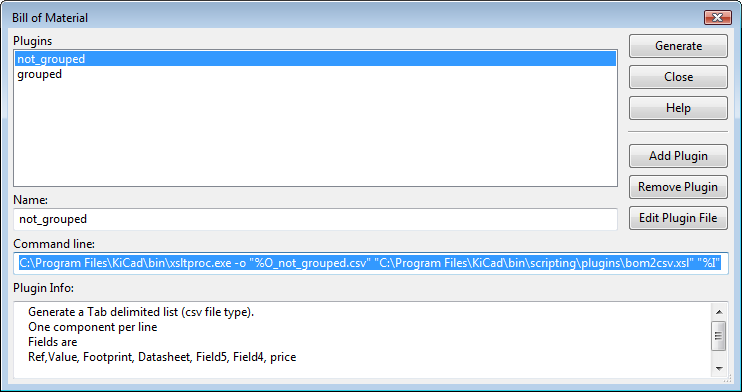 Bill of Material
Plugins
not_grouped
grouped
Generate
Close
Help
Add Plugin
Remove Plugin
Edit Plugin File
Name:
not_grouped
Command line:
C:\Program Files\KiCad\bin\xsltproc.exe -o "%O_not_grouped.csv" "C:\Program Files\KiCad\bin\scripting\plugins\bom2csv.xsl" "%I"
Plugin Info:
Generate a Tab delimited list (csv file type).
One component per line
Fields are
Ref,Value, Footprint, Datasheet, Field5, Field4, price